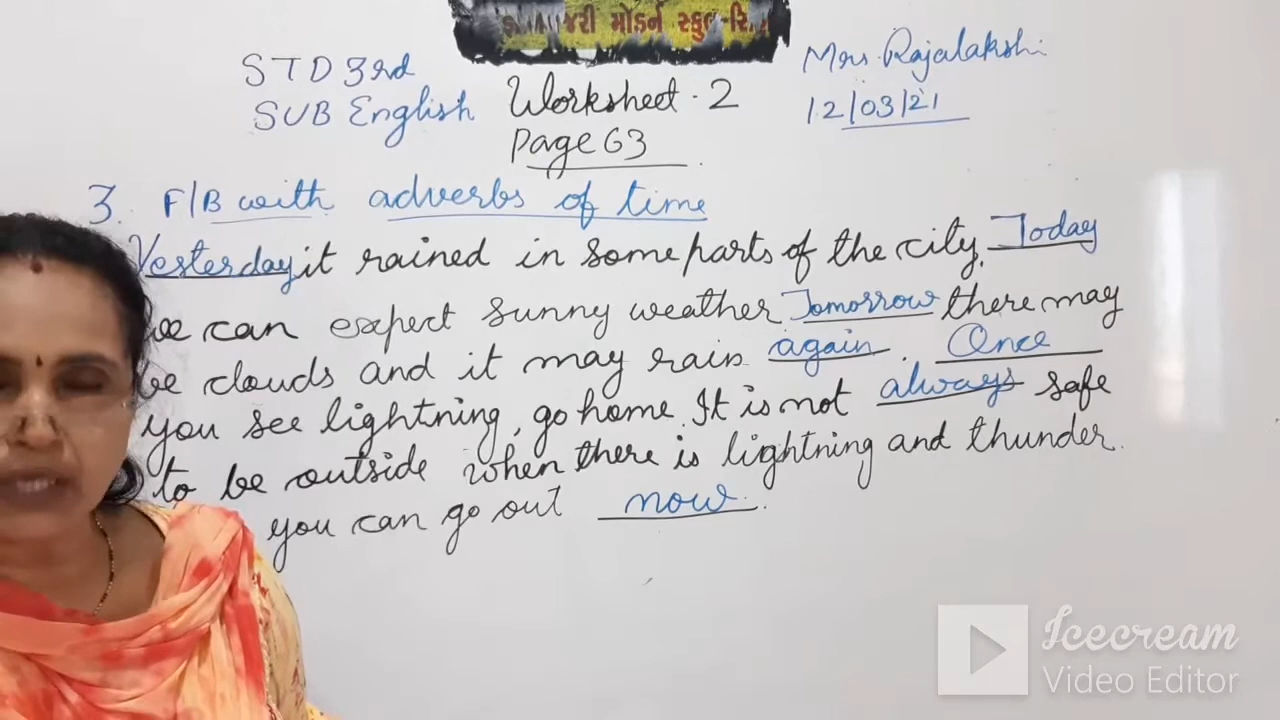 મોડર્ન સ્કુલ
STD 3rd
SUB English
Worksheet - 2
Page 63
Mrs. Rajalakshi
12/03/21
3. F/B with adverbs of time
Yesterday it rained in some parts of the city. Today
we can expect sunny weather Tomorrow there may
be clouds and it may rain again. Once
you see lightning, go home. It is not always safe
to be outside when there is lightning and thunder.
you can go out now.
Icecream
Video Editor